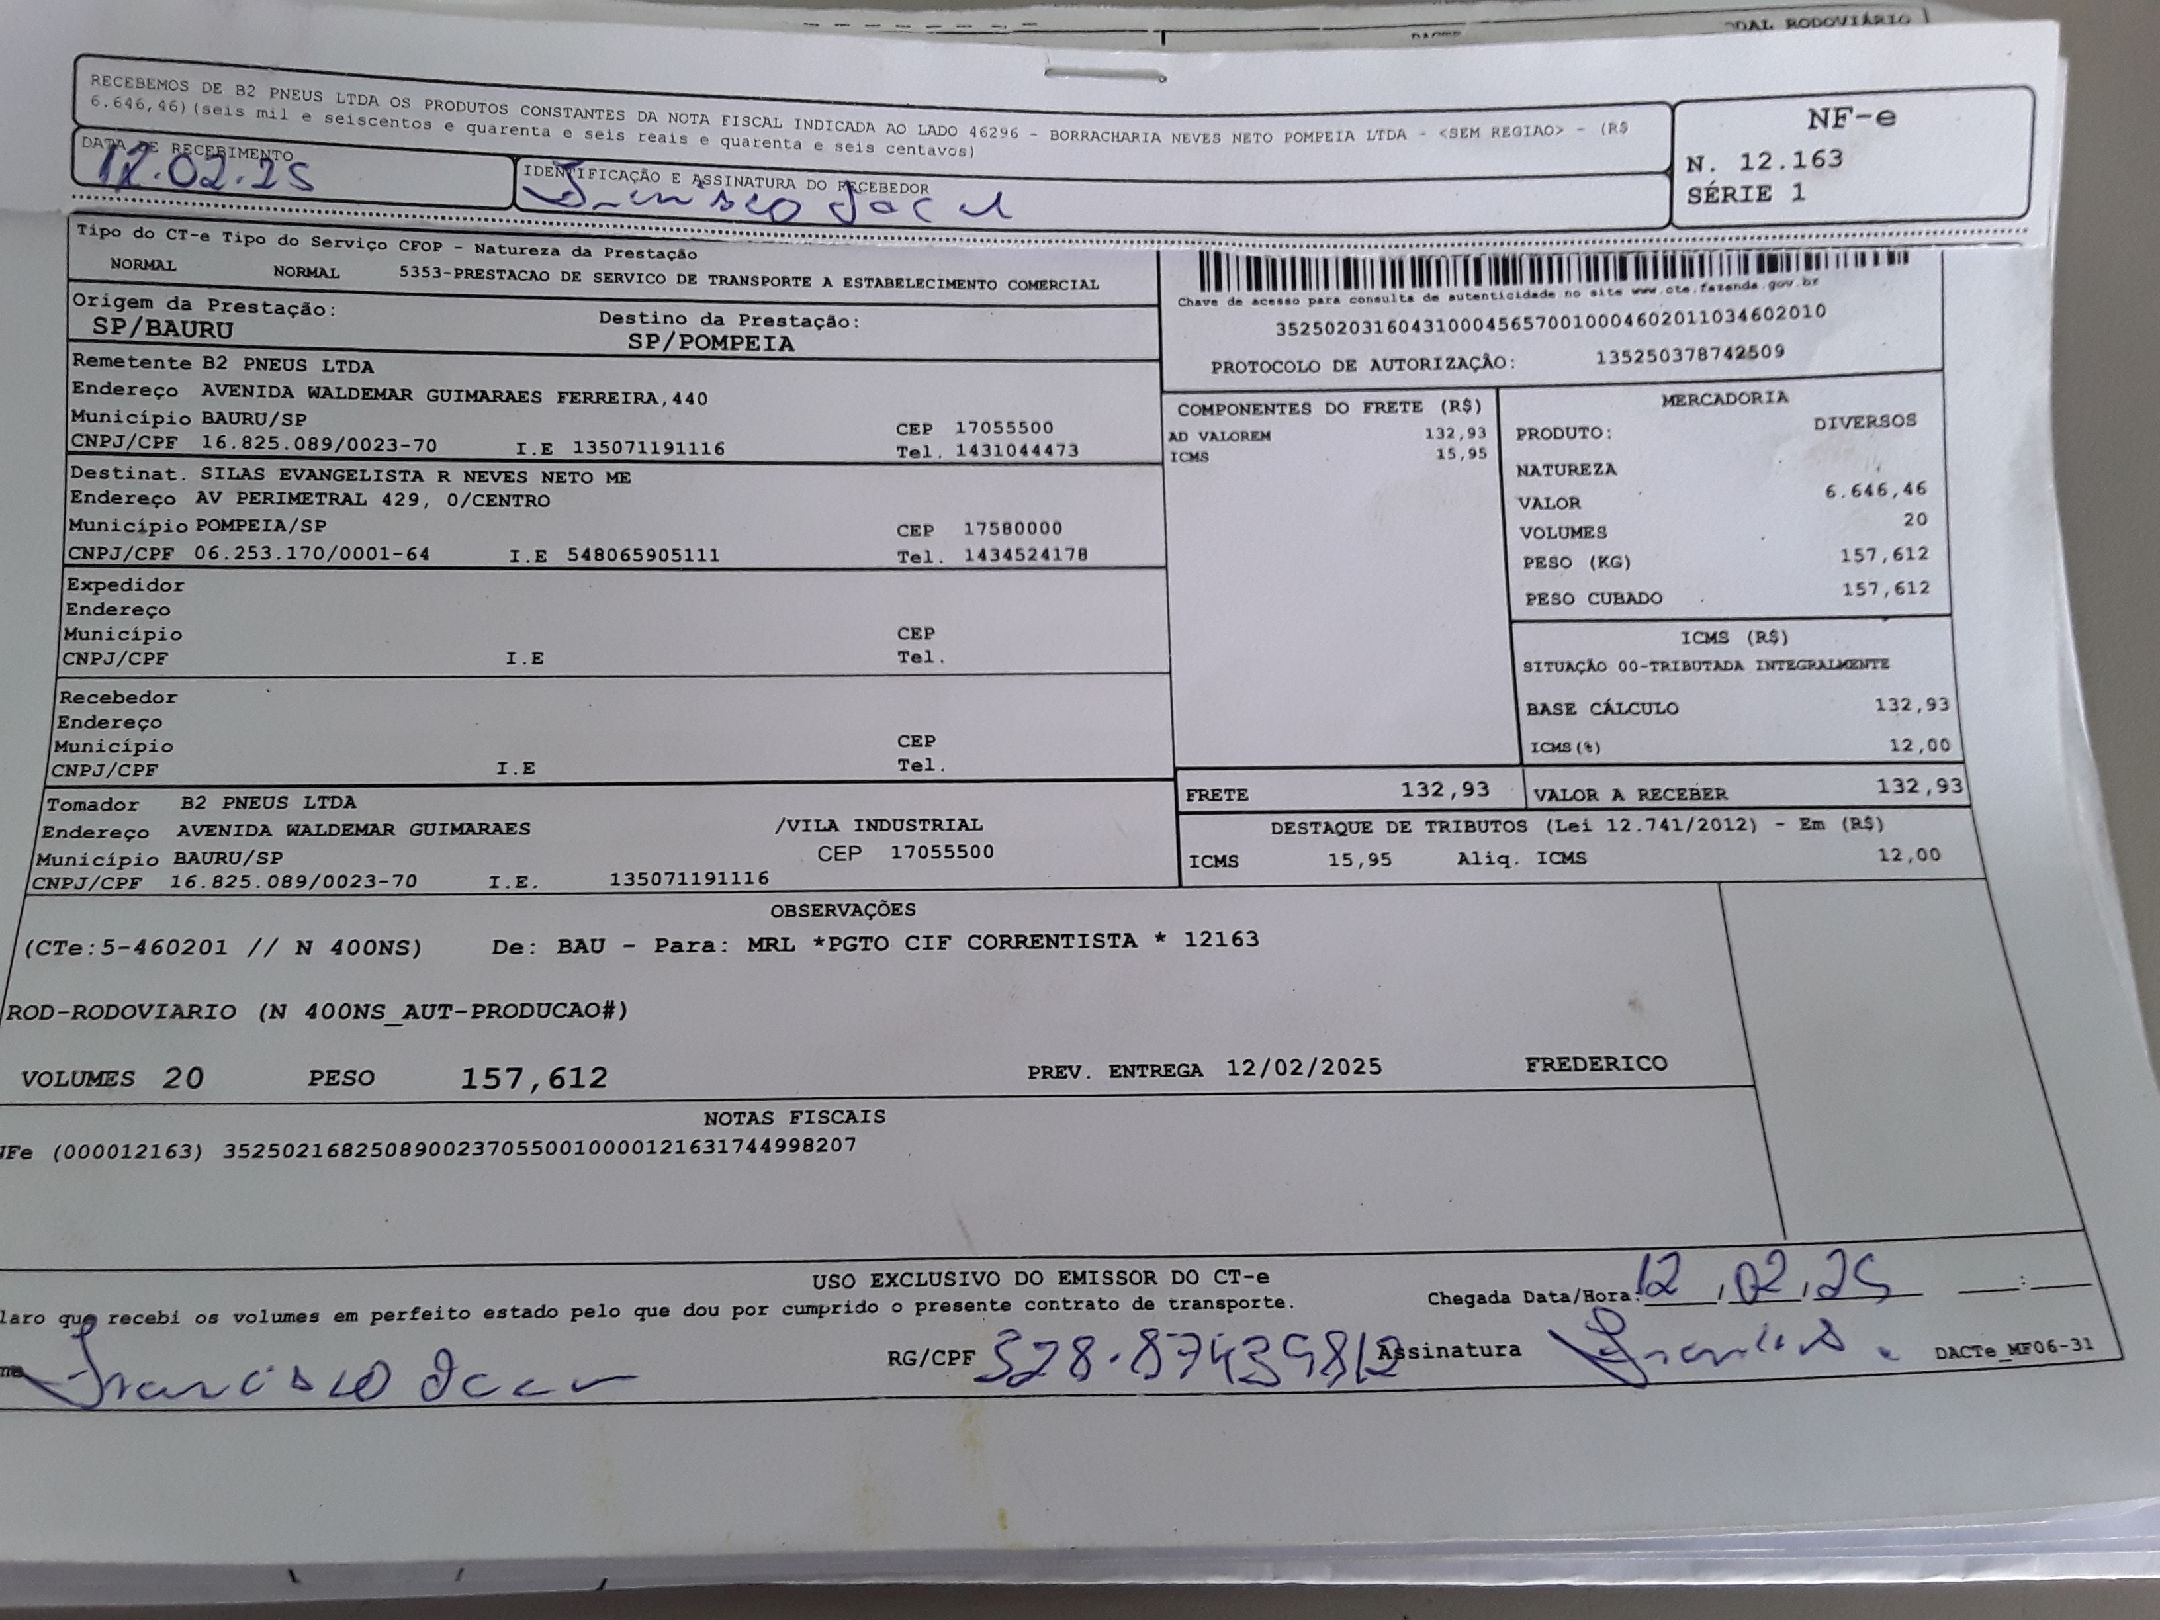 DAL RODOVIÁRIO
RECEBEMOS DE B2 PNEUS LTDA OS PRODUTOS CONSTANTES DA NOTA FISCAL INDICADA AO LADO 46296 - BORRACHARIA NEVES NETO POMPEIA LTDA - <SEM REGIAO> - (R$
6.646,46)(seis mil e seiscentos e quarenta e seis reais e quarenta e seis centavos)
NF-e
N. 12.163
SÉRIE 1
DATA DE RECEBIMENTO
12.02.25
IDENTIFICAÇÃO E ASSINATURA DO RECEBEDOR
Tipo do CT-e Tipo do Serviço CFOP - Natureza da Prestação
NORMAL NORMAL 5353-PRESTACAO DE SERVICO DE TRANSPORTE A ESTABELECIMENTO COMERCIAL
Origem da Prestação: Destino da Prestação:
SP/BAURU SP/POMPEIA
Chave de acesso para consulta de autenticidade no site www.cte.fazenda.gov.br
35250203160431000456570010004602011034602010
PROTOCOLO DE AUTORIZAÇÃO: 135250378742509
Remetente B2 PNEUS LTDA
Endereço AVENIDA WALDEMAR GUIMARAES FERREIRA,440
Município BAURU/SP CEP 17055500
CNPJ/CPF 16.825.089/0023-70 I.E 135071191116 Tel. 1431044473
Destinat. SILAS EVANGELISTA R NEVES NETO ME
Endereço AV PERIMETRAL 429, 0/CENTRO
Município POMPEIA/SP CEP 17580000
CNPJ/CPF 06.253.170/0001-64 I.E 548065905111 Tel. 1434524178
Expedidor
Endereço
Município CEP
CNPJ/CPF I.E Tel.
Recebedor
Endereço
Município CEP
CNPJ/CPF I.E Tel.
Tomador B2 PNEUS LTDA
Endereço AVENIDA WALDEMAR GUIMARAES /VILA INDUSTRIAL
Município BAURU/SP CEP 17055500
CNPJ/CPF 16.825.089/0023-70 I.E. 135071191116
COMPONENTES DO FRETE (R$)
AD VALOREM 132,93
ICMS 15,95
MERCADORIA
PRODUTO: DIVERSOS
NATUREZA
VALOR 6.646,46
VOLUMES 20
PESO (KG) 157,612
PESO CUBADO 157,612
ICMS (R$)
SITUAÇÃO 00-TRIBUTADA INTEGRALMENTE
BASE CÁLCULO 132,93
ICMS(%) 12,00
FRETE 132,93 VALOR A RECEBER 132,93
DESTAQUE DE TRIBUTOS (Lei 12.741/2012) - Em (R$)
ICMS 15,95 Aliq. ICMS 12,00
OBSERVAÇÕES
(CTe:5-460201 // N 400NS) De: BAU - Para: MRL *PGTO CIF CORRENTISTA * 12163
ROD-RODOVIARIO (N 400NS_AUT-PRODUCAO#)
VOLUMES 20 PESO 157,612 PREV. ENTREGA 12/02/2025 FREDERICO
NOTAS FISCAIS
NFe (000012163) 35250216825089002370550010000121631744998207
USO EXCLUSIVO DO EMISSOR DO CT-e
laro que recebi os volumes em perfeito estado pelo que dou por cumprido o presente contrato de transporte. Chegada Data/Hora: 12,02,25 :
me Francisco RG/CPF 328.87439812 Assinatura DACTe_MF06-31